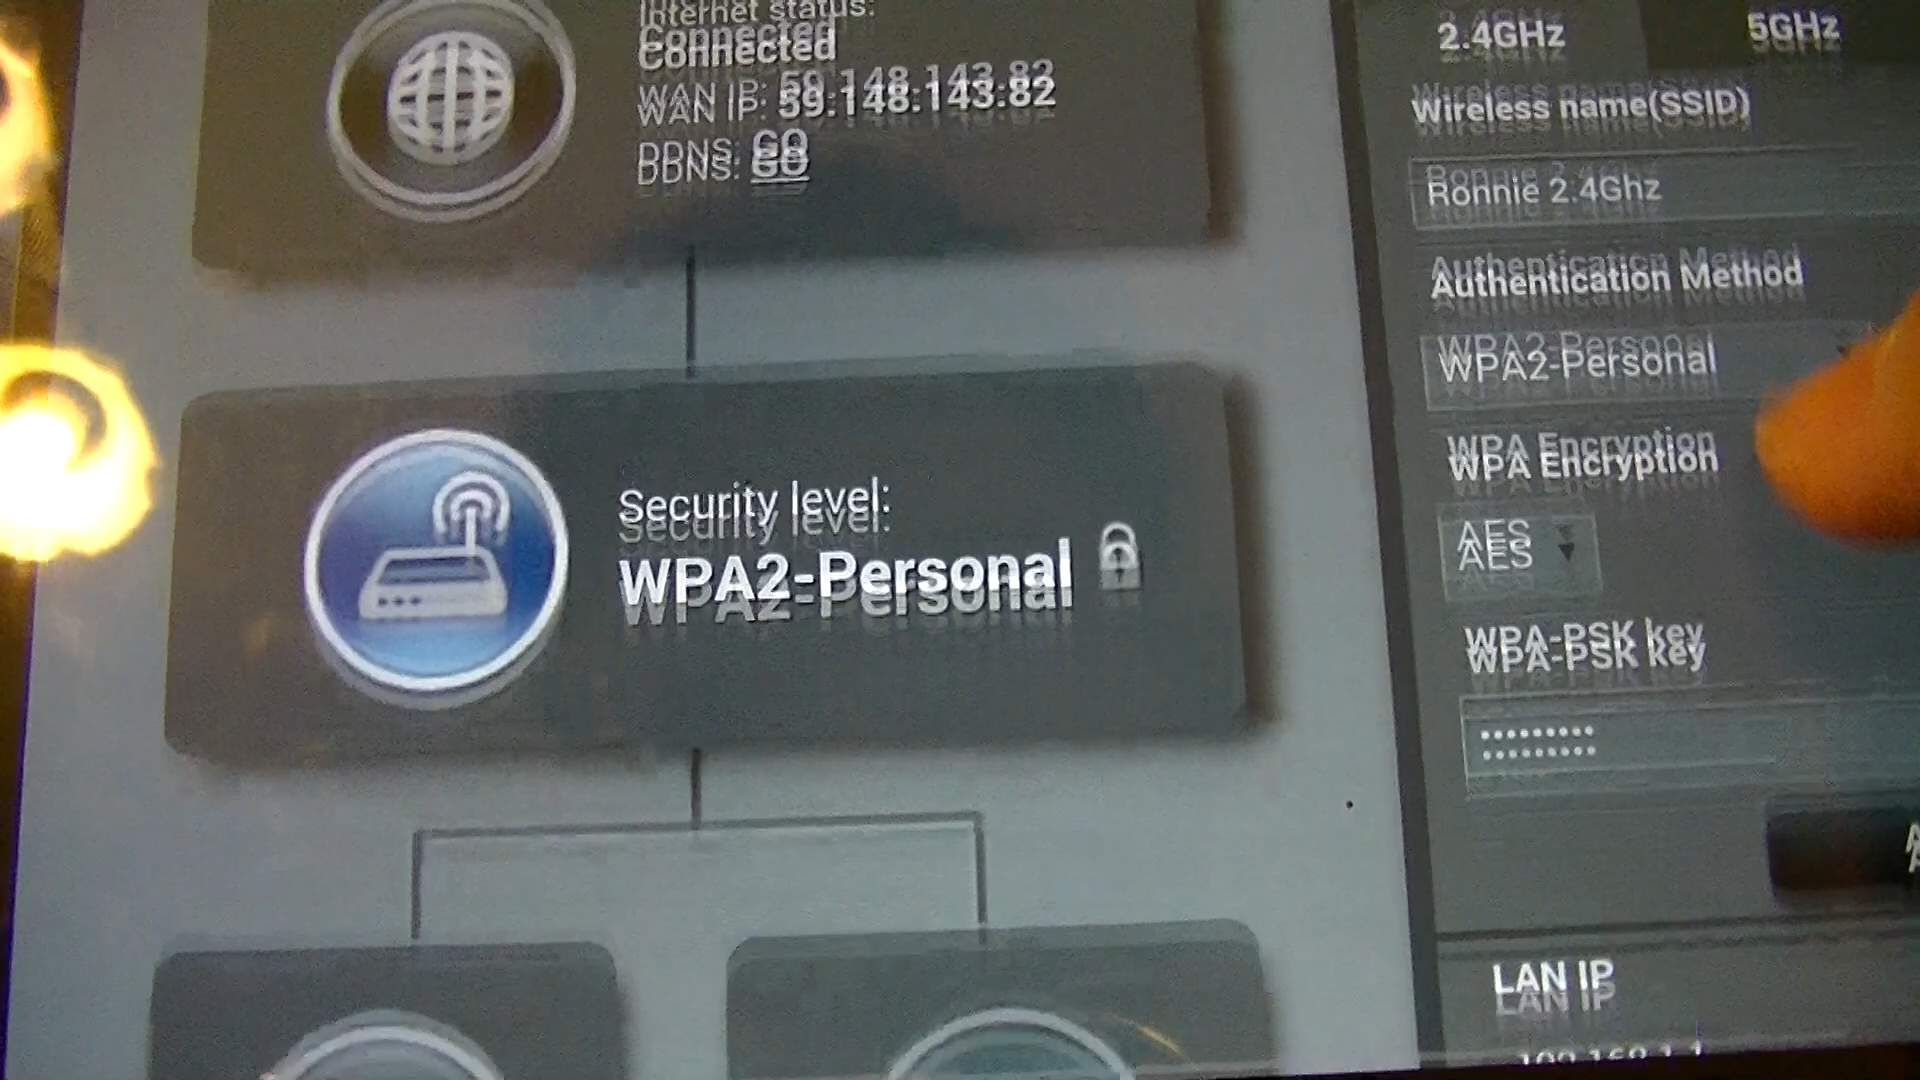 Internet status:
Connected
WAN IP: 59.148.143.82
DDNS: GO
Security level:
WPA2-Personal
2.4GHz
5GHz
Wireless name(SSID)
Ronnie 2.4Ghz
Authentication Method
WPA2-Personal
WPA Encryption
AES
WPA-PSK key
LAN IP